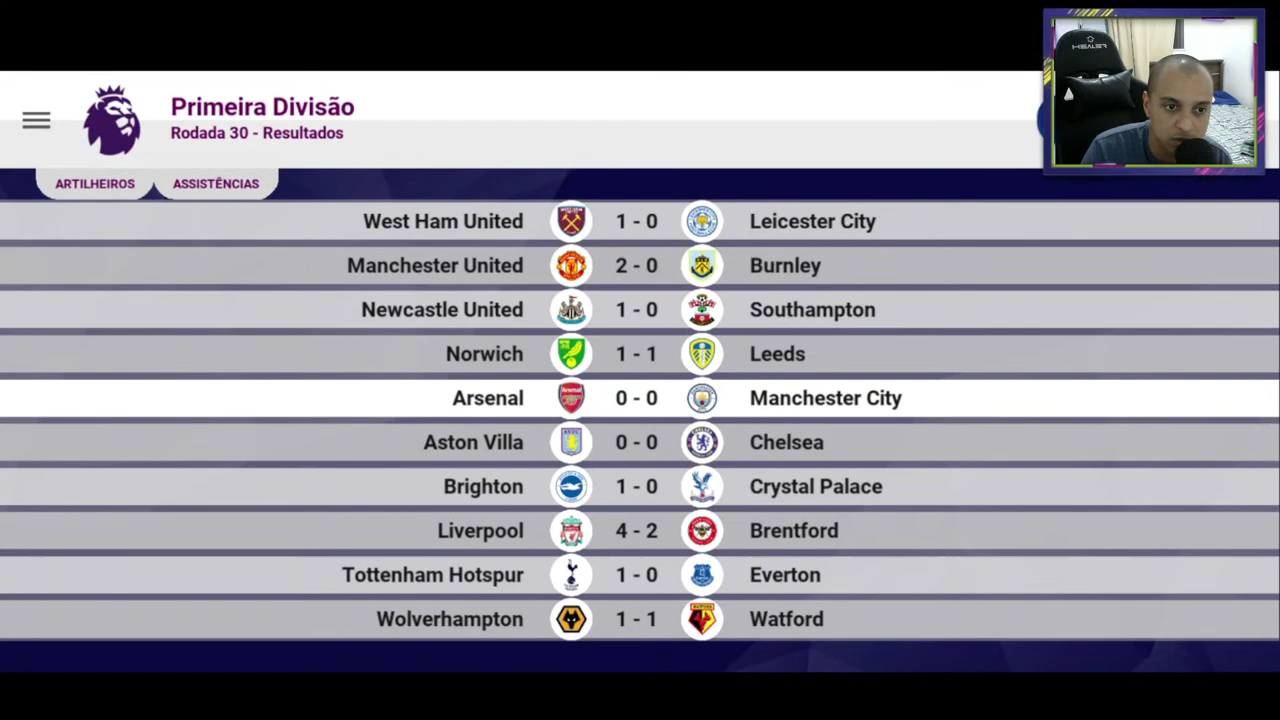 HEALER
Primeira Divisão
Rodada 30 - Resultados
ARTILHEIROS ASSISTÊNCIAS
West Ham United 1 - 0 Leicester City
Manchester United 2 - 0 Burnley
Newcastle United 1 - 0 Southampton
Norwich 1 - 1 Leeds
Arsenal 0 - 0 Manchester City
Aston Villa 0 - 0 Chelsea
Brighton 1 - 0 Crystal Palace
Liverpool 4 - 2 Brentford
Tottenham Hotspur 1 - 0 Everton
Wolverhampton 1 - 1 Watford